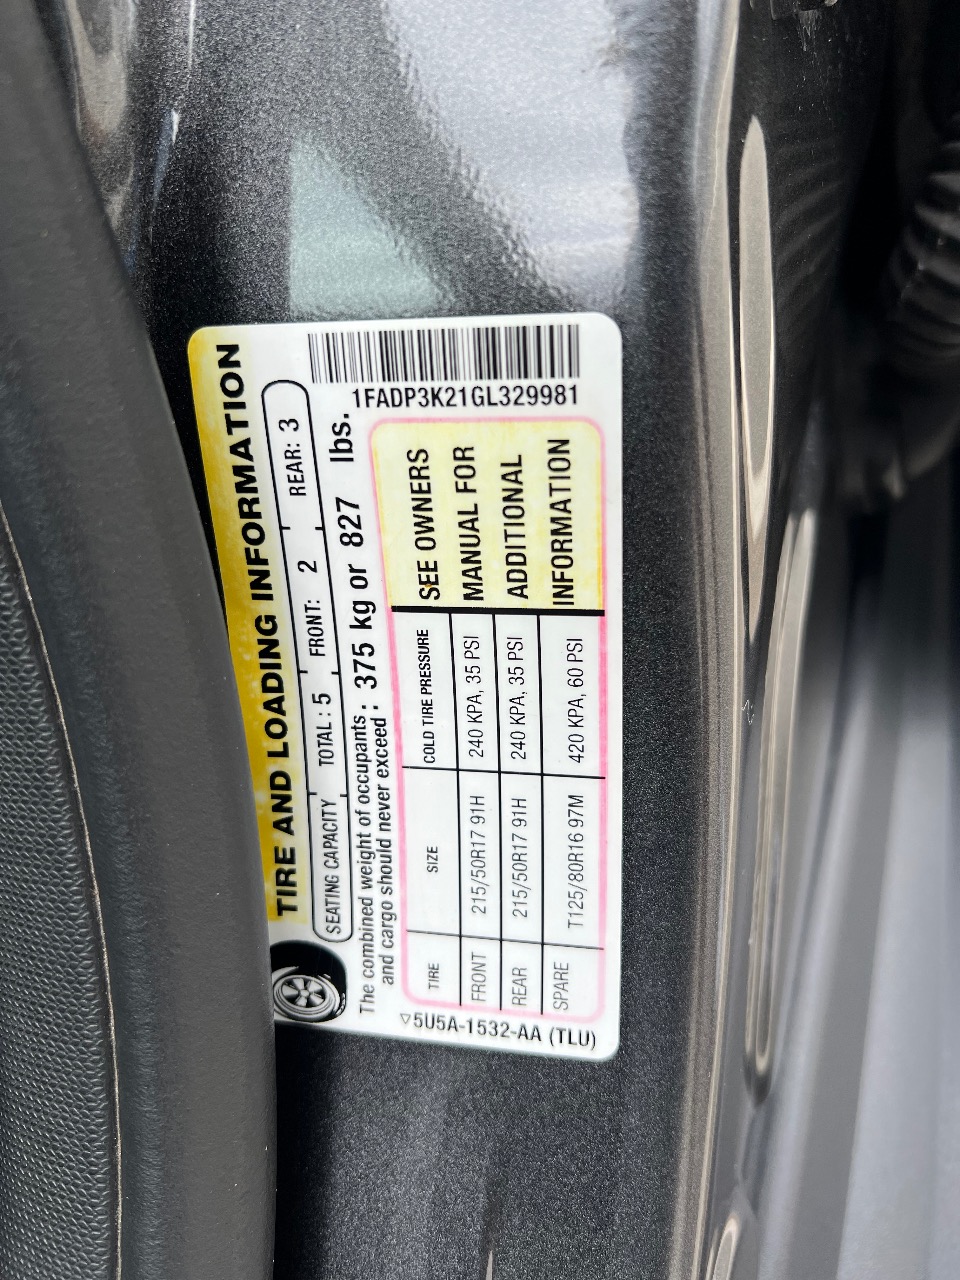 TIRE AND LOADING INFORMATION
SEATING CAPACITY TOTAL : 5 FRONT: 2 REAR: 3
The combined weight of occupants : 375 kg or 827 lbs.
and cargo should never exceed :
1FADP3K21GL329981
TIRE SIZE COLD TIRE PRESSURE
FRONT 215/50R17 91H 240 KPA, 35 PSI
REAR 215/50R17 91H 240 KPA, 35 PSI
SPARE T125/80R16 97M 420 KPA, 60 PSI
SEE OWNERS
MANUAL FOR
ADDITIONAL
INFORMATION
5U5A-1532-AA (TLU)